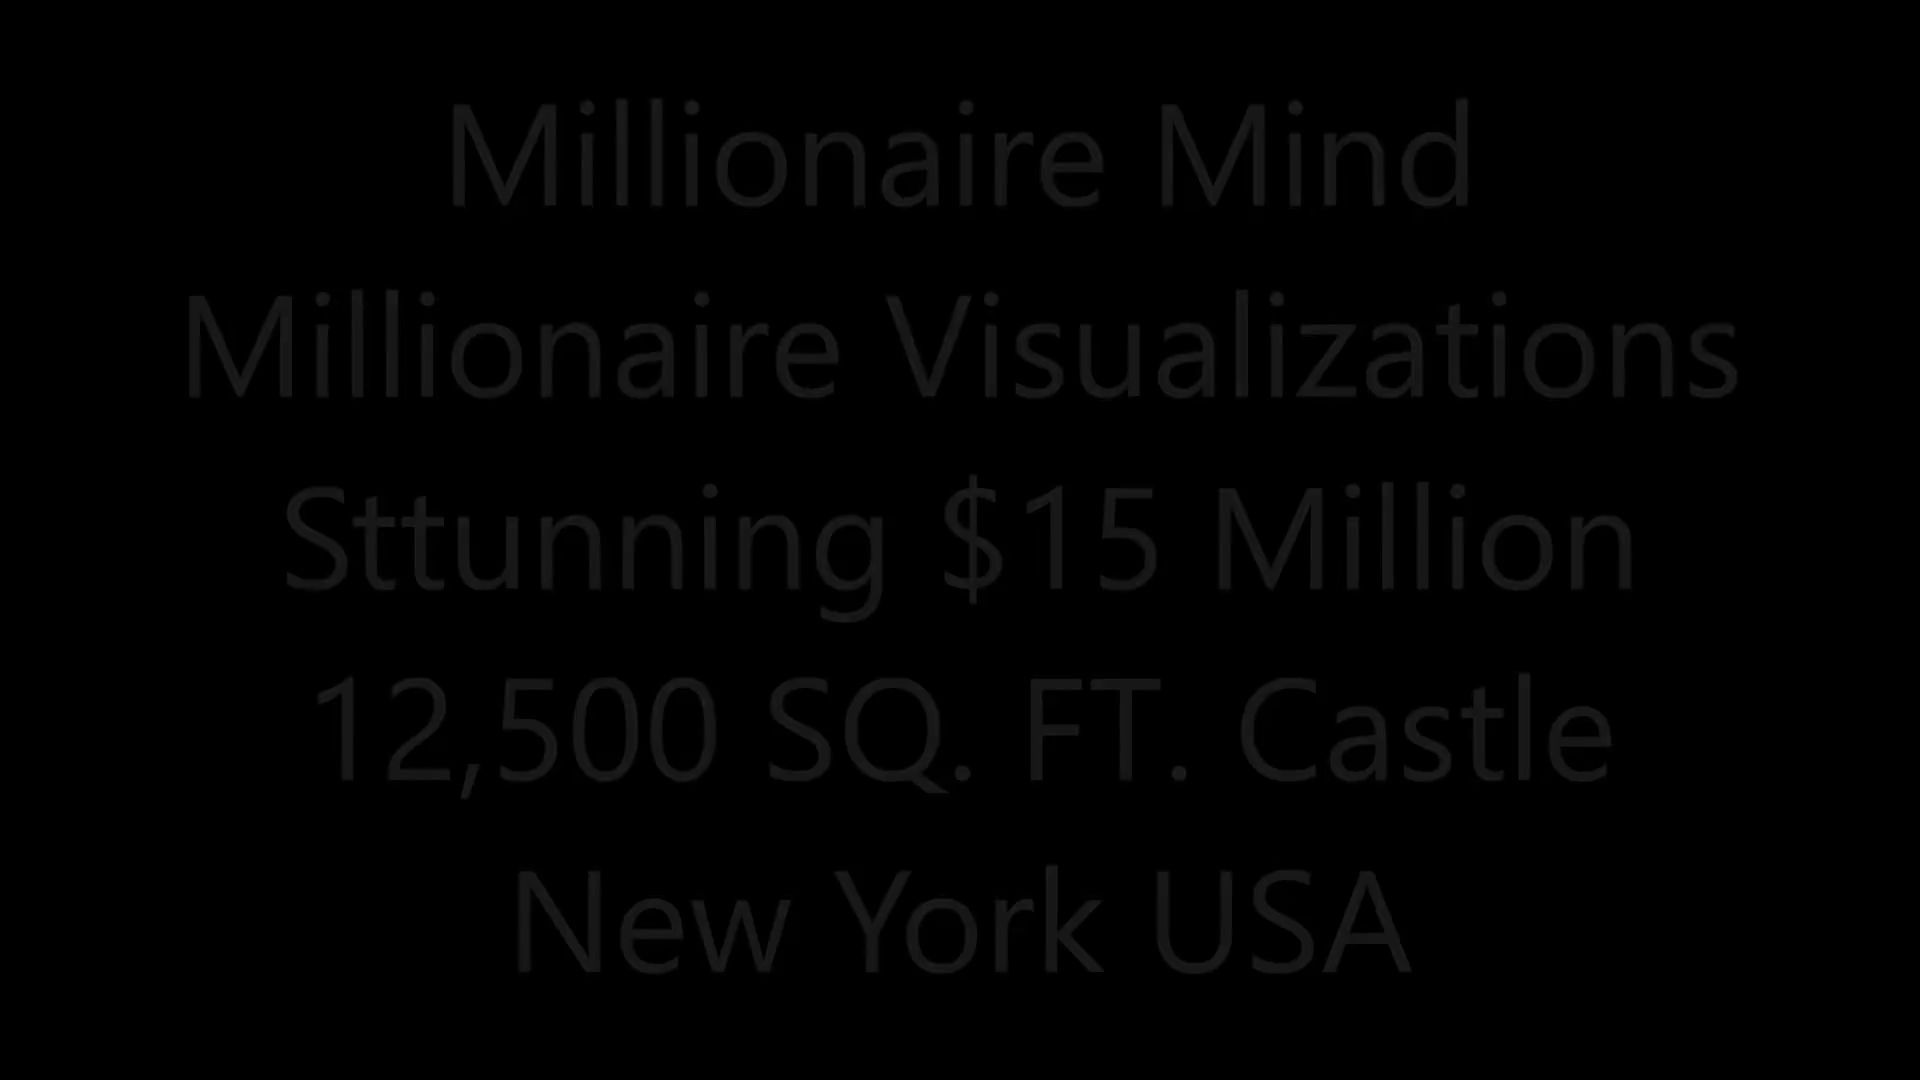 Millionaire Mind
Millionaire Visualizations
Sttunning $15 Million
12,500 SQ. FT. Castle
New York USA